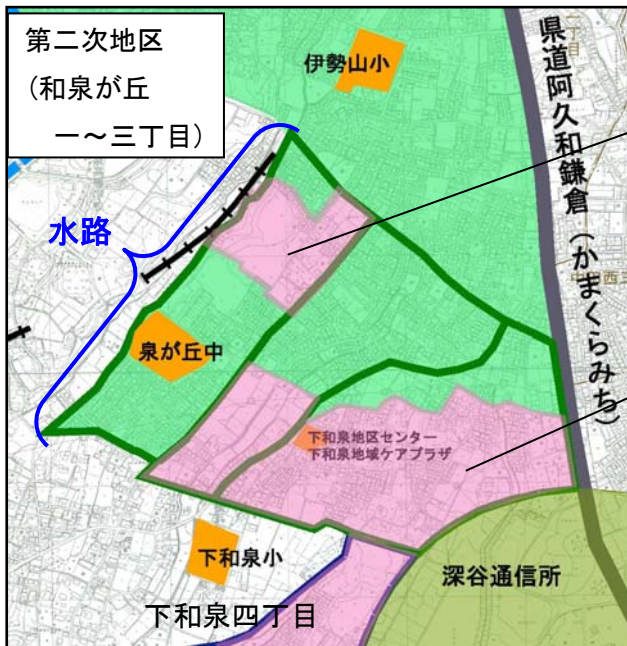 第二次地区
(和泉が丘
一～三丁目)
伊勢山小
県道阿久和鎌倉(かまくらみち)
水路
泉が丘中
下和泉地区センター
下和泉地域ケアプラザ
下和泉小
深谷通信所
下和泉四丁目